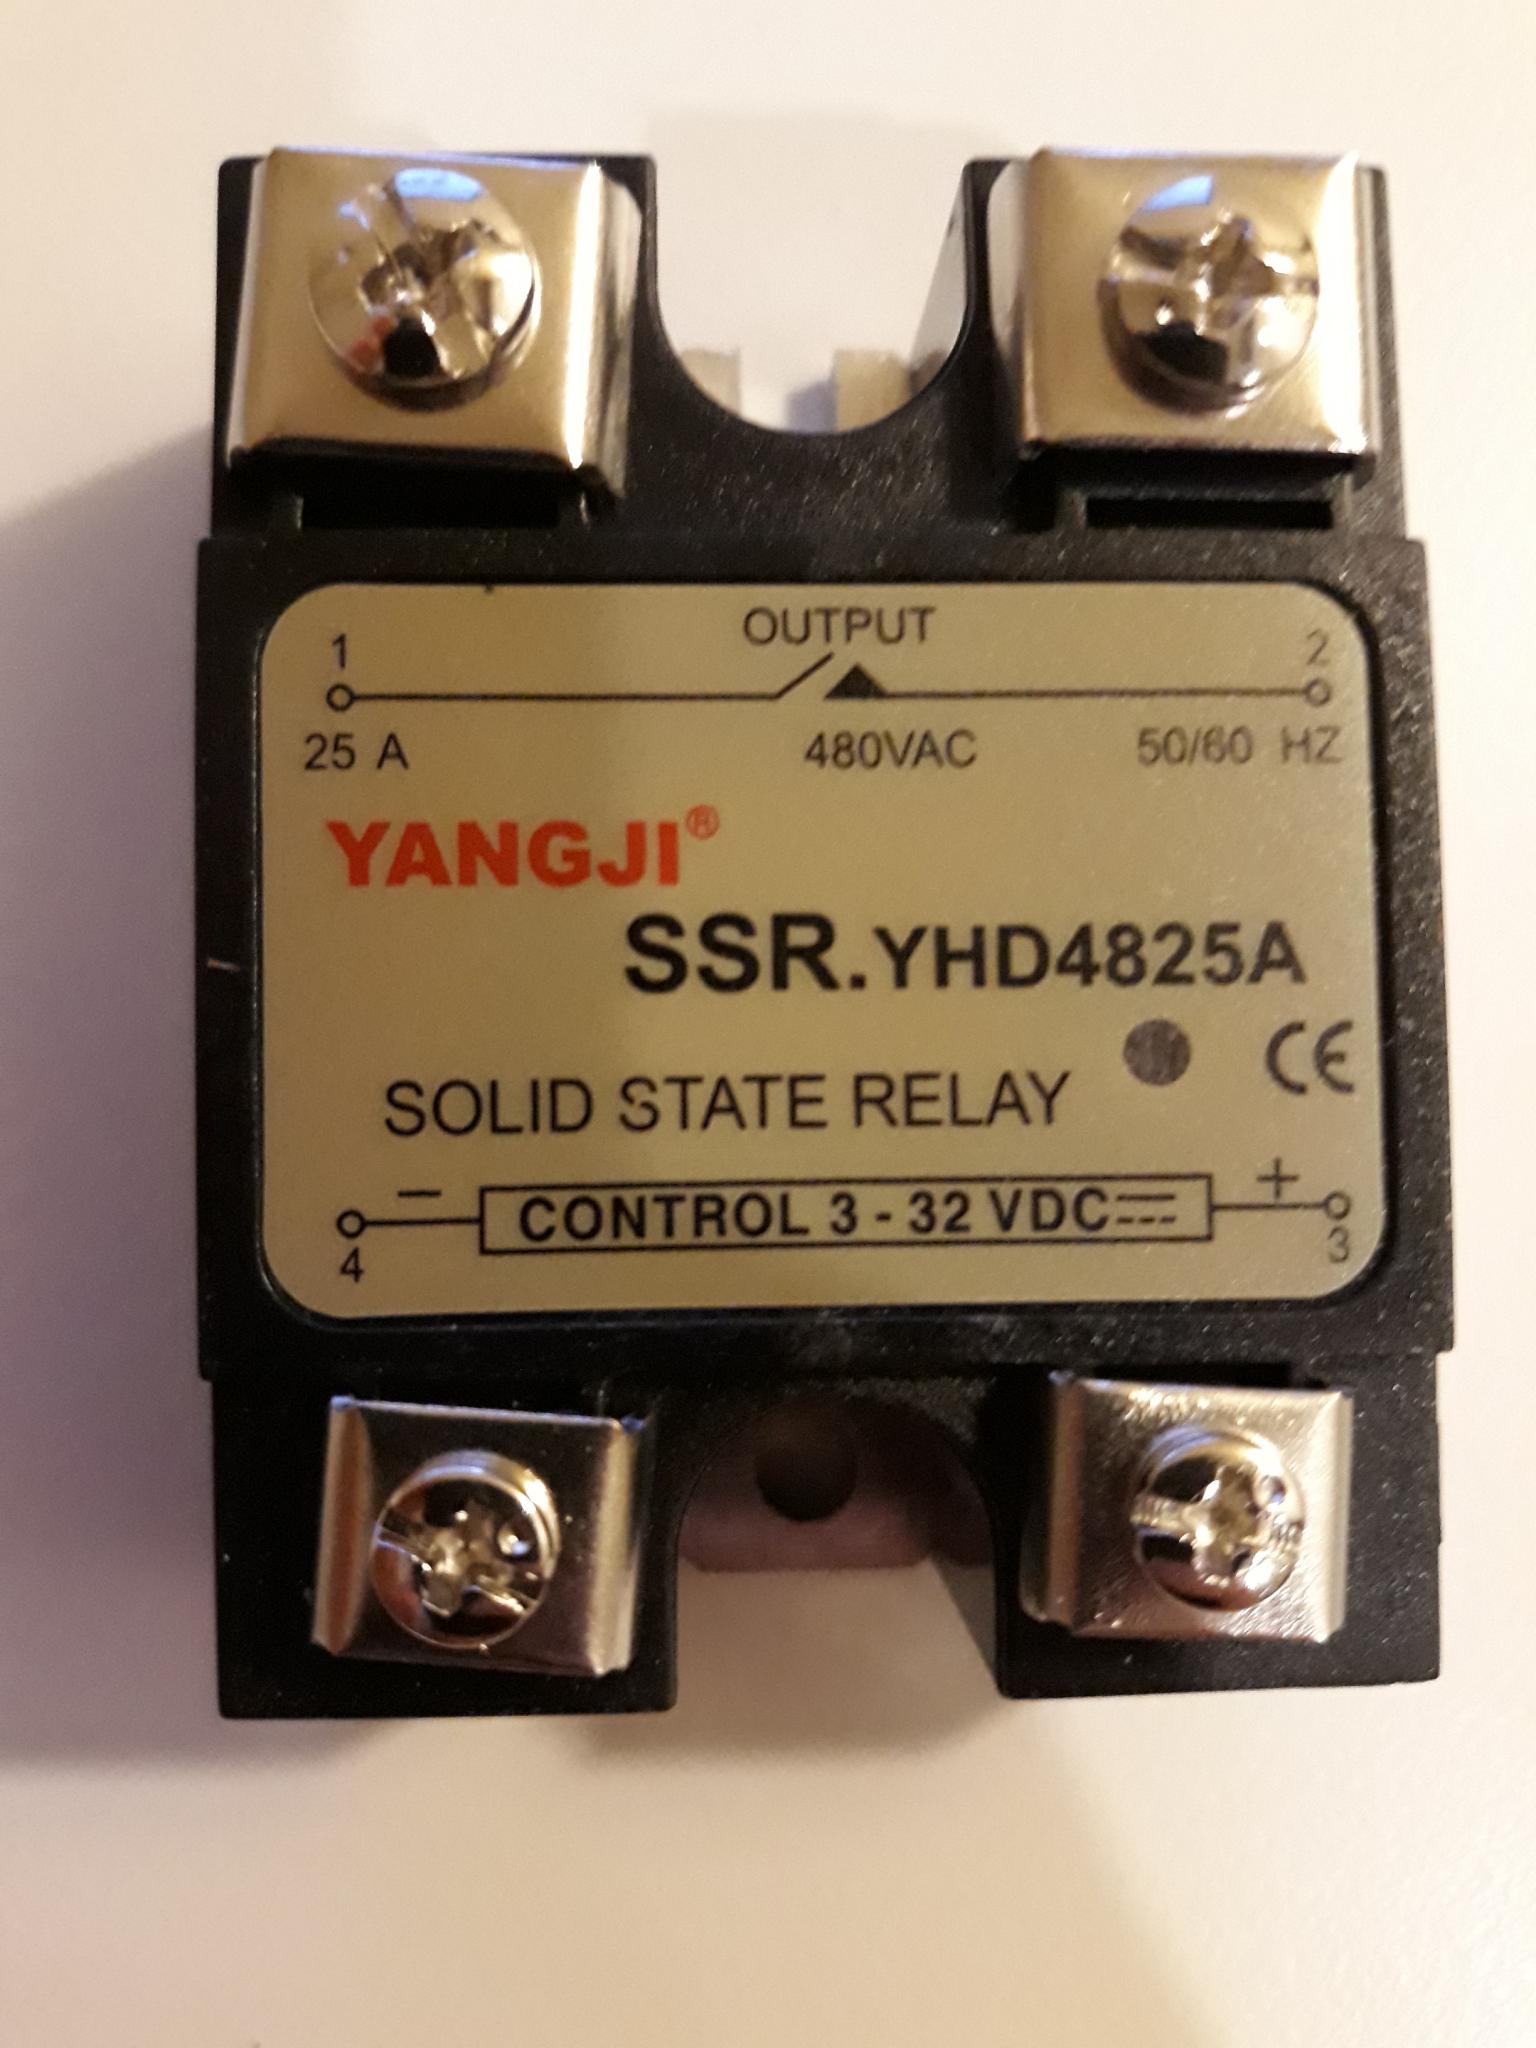 OUTPUT
1 2
25 A 480VAC 50/60 HZ
YANGJI®
SSR.YHD4825A
CE
SOLID STATE RELAY
− CONTROL 3 - 32 VDC⎓ +
4 3